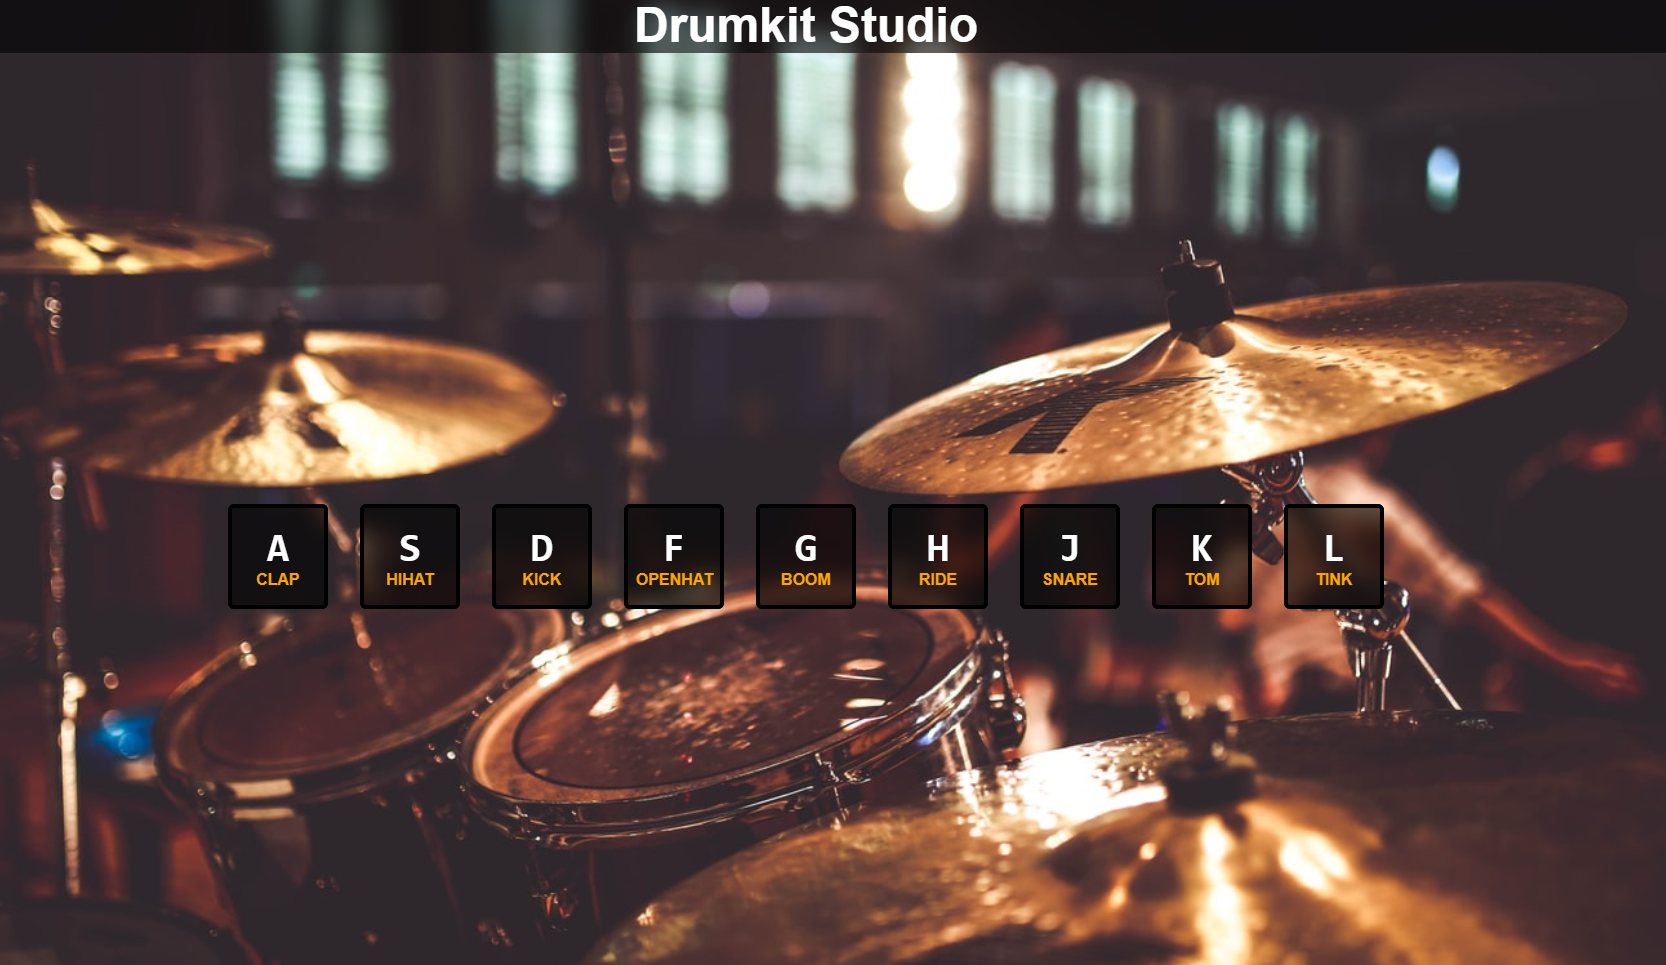 Drumkit Studio
A S D F G H J K L
CLAP HIHAT KICK OPENHAT BOOM RIDE SNARE TOM TINK